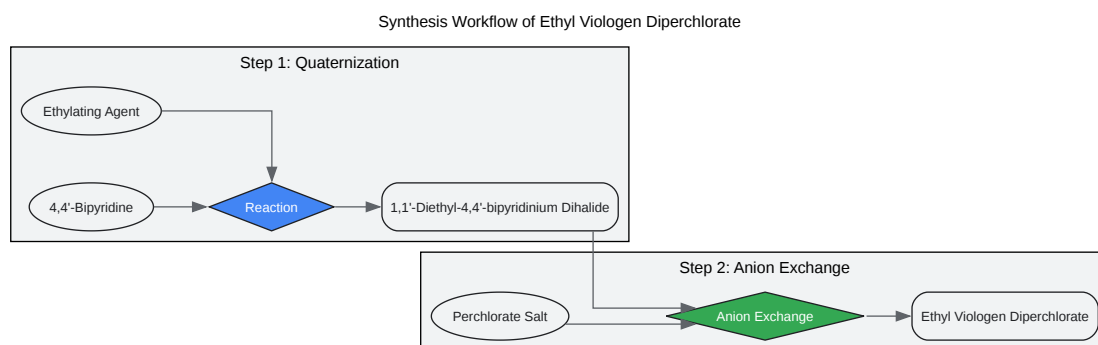 Synthesis Workflow of Ethyl Viologen Diperchlorate
Step 1: Quaternization
Ethylating Agent
4,4'-Bipyridine
Reaction
1,1'-Diethyl-4,4'-bipyridinium Dihalide
Step 2: Anion Exchange
Perchlorate Salt
Anion Exchange
Ethyl Viologen Diperchlorate